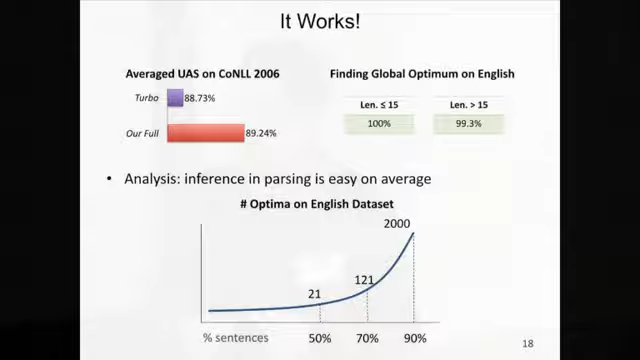 It Works!
Averaged UAS on CoNLL 2006
Finding Global Optimum on English
Turbo 88.73%
Our Full 89.24%
Len. ≤ 15 Len. > 15
100% 99.3%
• Analysis: inference in parsing is easy on average
# Optima on English Dataset
2000
121
21
% sentences 50% 70% 90%
18